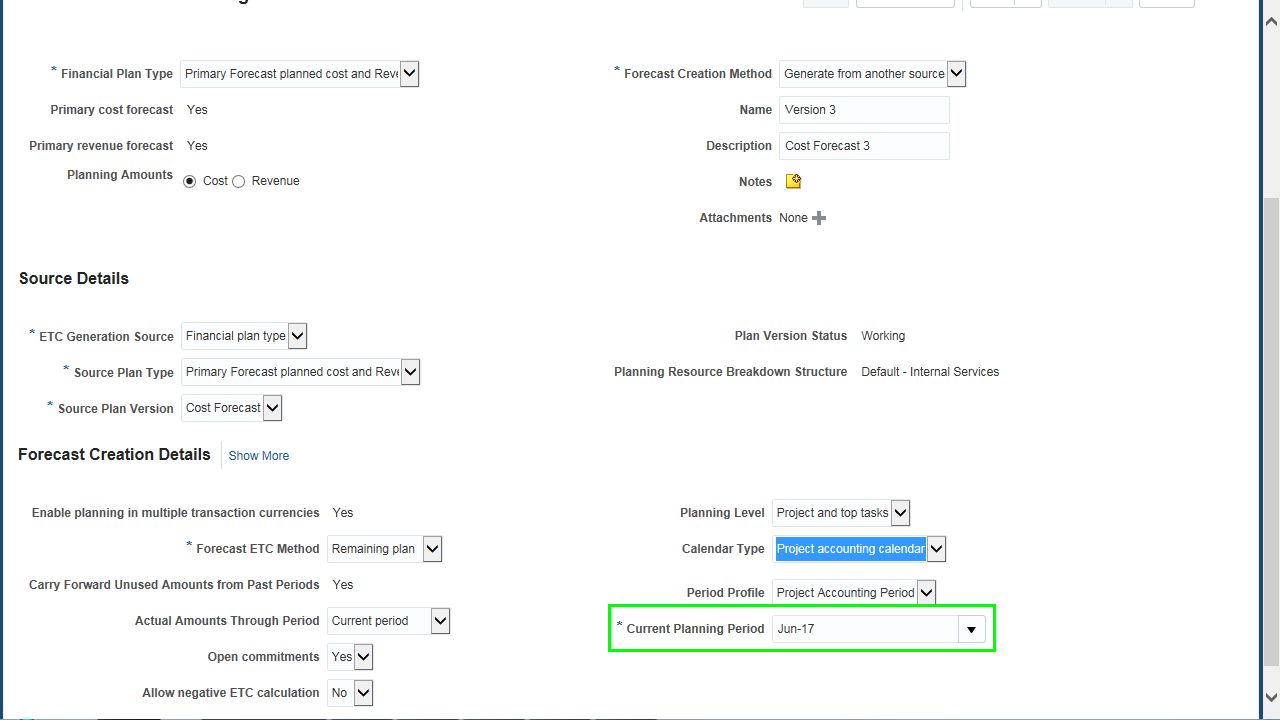 * Financial Plan Type Primary Forecast planned cost and Reve
Primary cost forecast Yes
Primary revenue forecast Yes
Planning Amounts Cost Revenue
* Forecast Creation Method Generate from another source
Name Version 3
Description Cost Forecast 3
Notes
Attachments None
Source Details
* ETC Generation Source Financial plan type
* Source Plan Type Primary Forecast planned cost and Reve
* Source Plan Version Cost Forecast
Plan Version Status Working
Planning Resource Breakdown Structure Default - Internal Services
Forecast Creation Details Show More
Enable planning in multiple transaction currencies Yes
* Forecast ETC Method Remaining plan
Carry Forward Unused Amounts from Past Periods Yes
Actual Amounts Through Period Current period
Open commitments Yes
Allow negative ETC calculation No
Planning Level Project and top tasks
Calendar Type Project accounting calendar
Period Profile Project Accounting Period
* Current Planning Period Jun-17